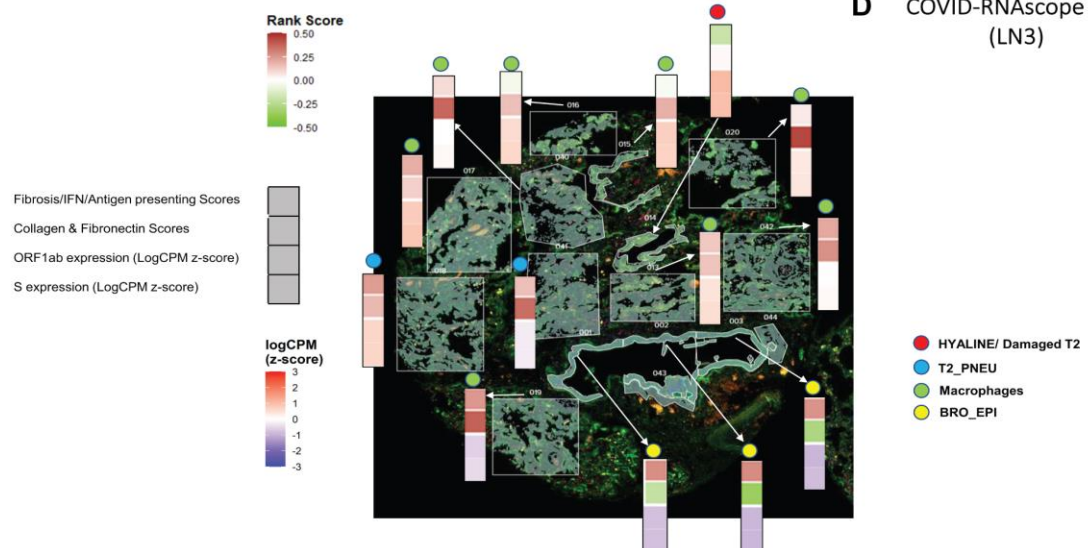 Rank Score
0.50
0.25
0.00
-0.25
-0.50
D
COVID-RNAscope
(LN3)
Fibrosis/IFN/Antigen presenting Scores
Collagen & Fibronectin Scores
ORF1ab expression (LogCPM z-score)
S expression (LogCPM z-score)
logCPM
(z-score)
3
2
1
0
-1
-2
-3
016
015
020
040
017
014
042
041
013
018
001
002
003
044
043
019
HYALINE/ Damaged T2
T2_PNEU
Macrophages
BRO_EPI